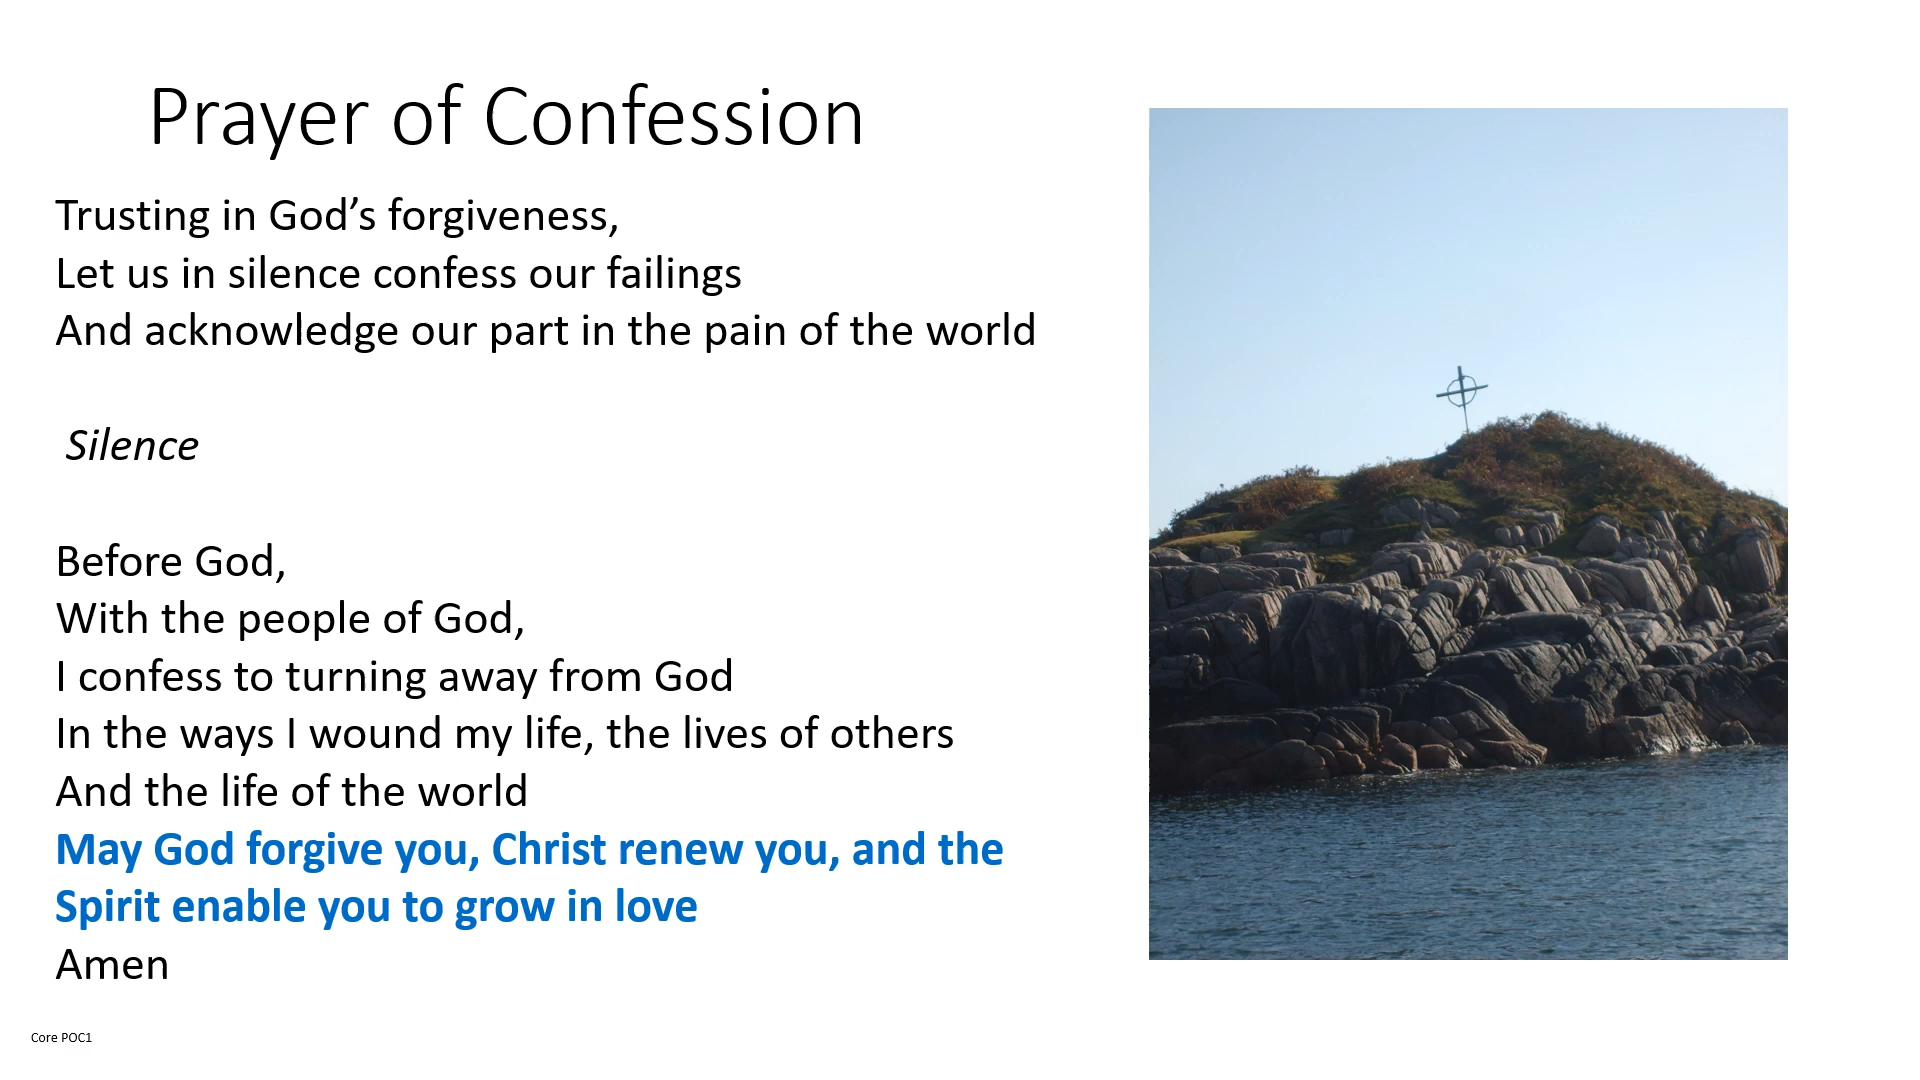 Prayer of Confession
Trusting in God’s forgiveness,
Let us in silence confess our failings
And acknowledge our part in the pain of the world
Silence
Before God,
With the people of God,
I confess to turning away from God
In the ways I wound my life, the lives of others
And the life of the world
May God forgive you, Christ renew you, and the
Spirit enable you to grow in love
Amen
Core POC1